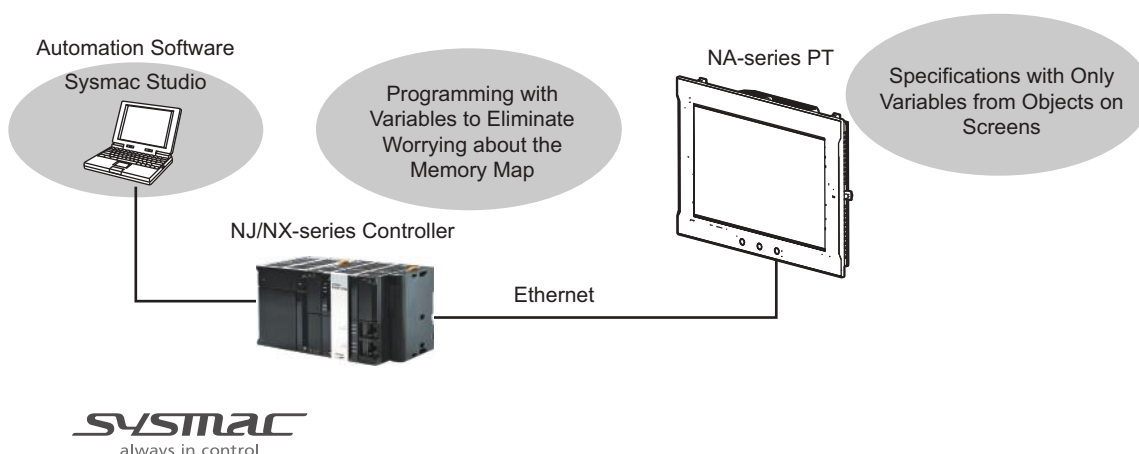 Automation Software
Sysmac Studio
Programming with
Variables to Eliminate
Worrying about the
Memory Map
NA-series PT
Specifications with Only
Variables from Objects on
Screens
NJ/NX-series Controller
Ethernet
sysmac
always in control